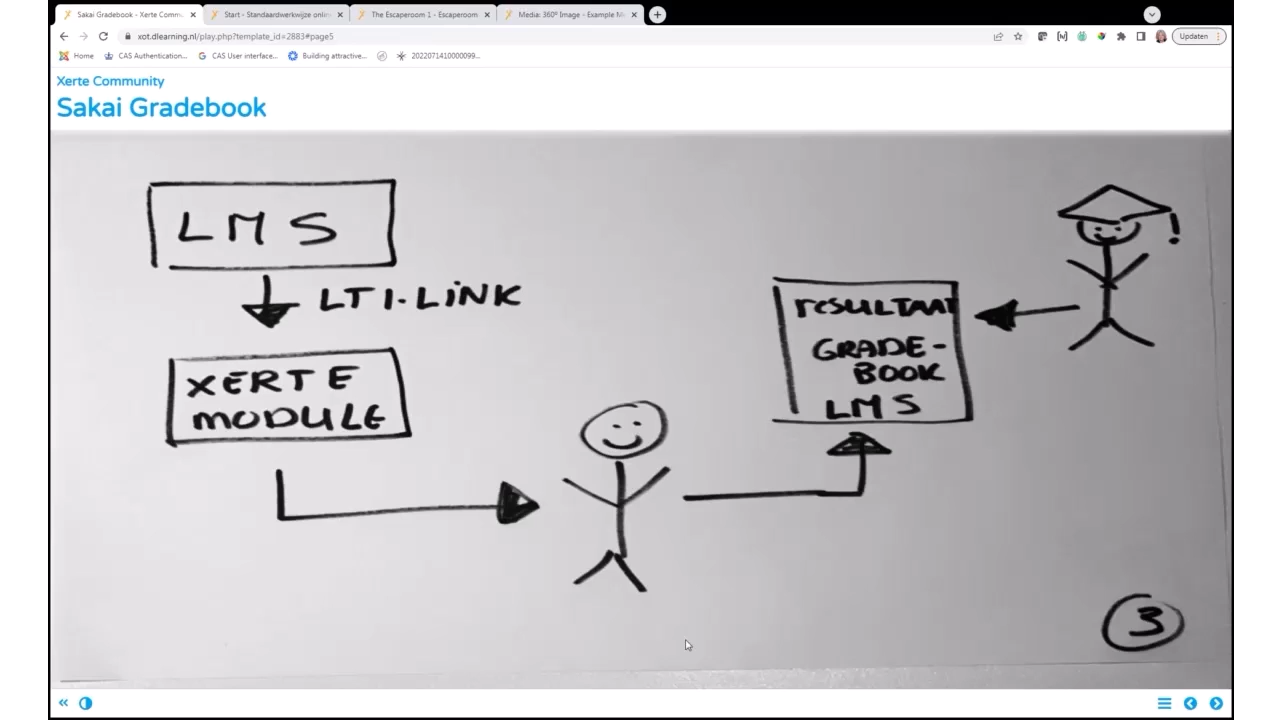 Sakai Gradebook - Xerte Comm
Start - Standaardwerkwijze onlin
The Escaperoom 1 - Escaperoom
Media: 360º Image - Example M
xot.dlearning.nl/play.php?template_id=2883#page5
Updaten
Home
CAS Authentication...
CAS User interface...
Building attractive...
2022071410000099...
Xerte Community
Sakai Gradebook
LMS
LTI-LiNK
XERTE
MODULE
resULTAAT
GRADE-
BOOK
LMS
!
3